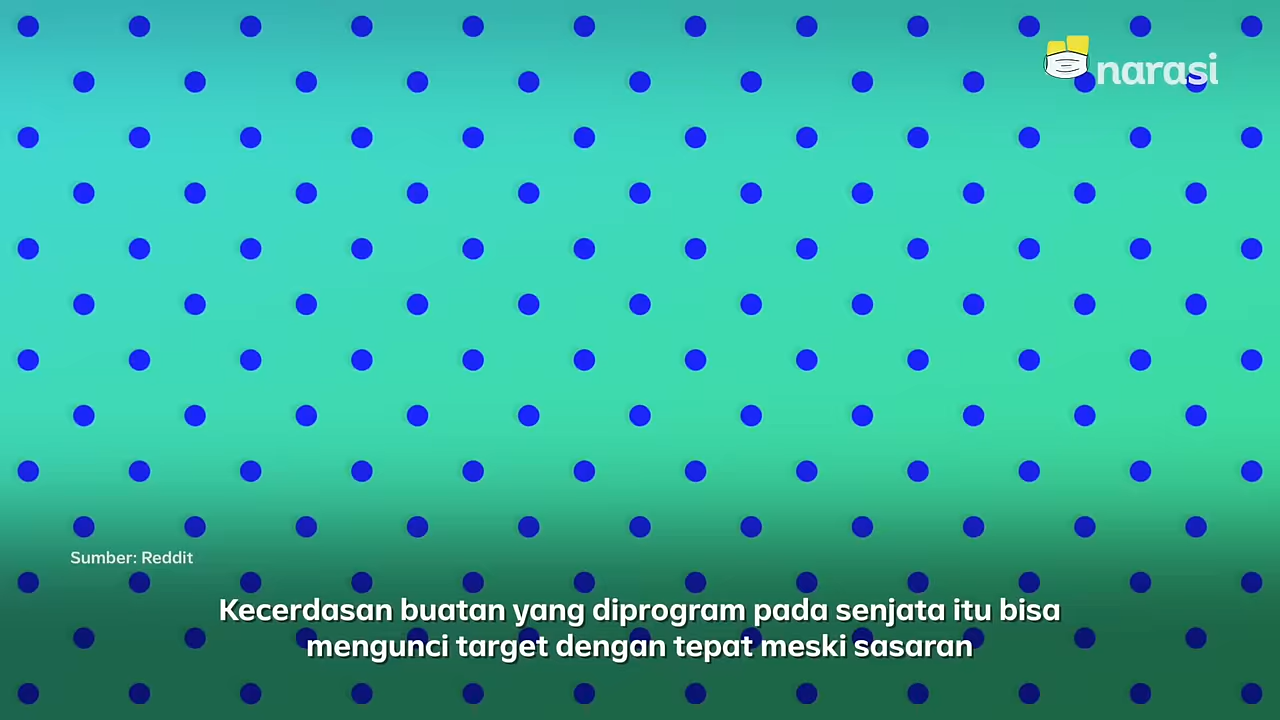 narasi
Sumber: Reddit
Kecerdasan buatan yang diprogram pada senjata itu bisa
mengunci target dengan tepat meski sasaran